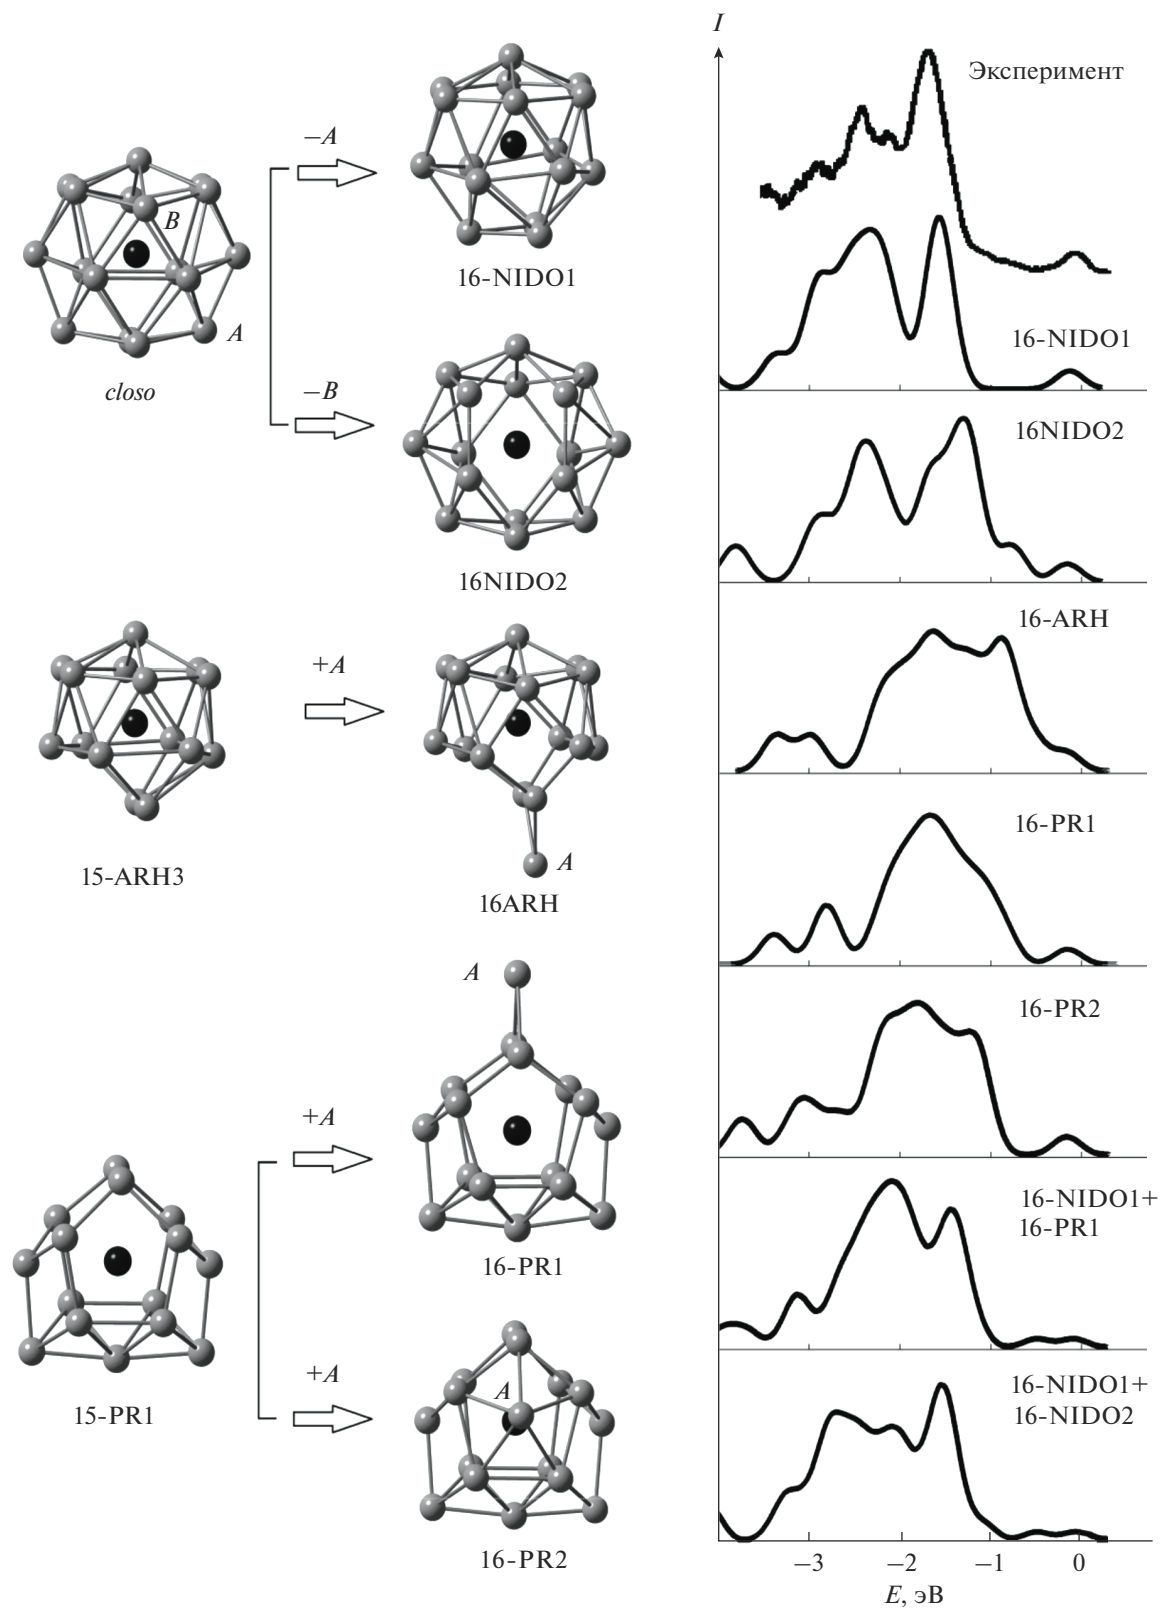 −A
B
A
closo
16-NIDO1
−B
16NIDO2
+A
15-ARH3
A
16ARH
A
+A
16-PR1
15-PR1
+A
A
16-PR2
I
Эксперимент
16-NIDO1
16NIDO2
16-ARH
16-PR1
16-PR2
16-NIDO1+
16-PR1
16-NIDO1+
16-NIDO2
−3 −2 −1 0
E, эВ